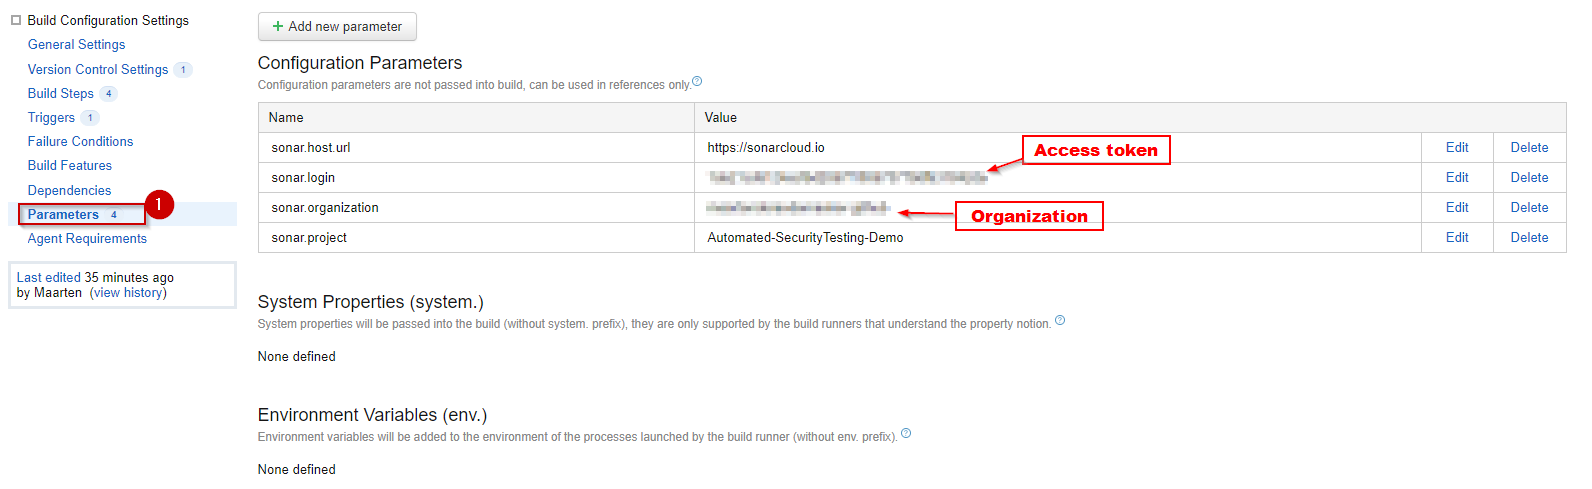 Build Configuration Settings
General Settings
Version Control Settings 1
Build Steps 4
Triggers 1
Failure Conditions
Build Features
Dependencies
Parameters 4
1
Agent Requirements
Last edited 35 minutes ago
by Maarten (view history)
+ Add new parameter
Configuration Parameters
Configuration parameters are not passed into build, can be used in references only. ?
Name Value
sonar.host.url https://sonarcloud.io Edit Delete
Access token
sonar.login Edit Delete
sonar.organization Edit Delete
Organization
sonar.project Automated-SecurityTesting-Demo Edit Delete
System Properties (system.)
System properties will be passed into the build (without system. prefix), they are only supported by the build runners that understand the property notion. ?
None defined
Environment Variables (env.)
Environment variables will be added to the environment of the processes launched by the build runner (without env. prefix). ?
None defined